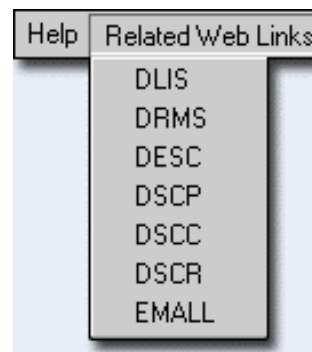 Help Related Web Links
DLIS
DRMS
DESC
DSCP
DSCC
DSCR
EMALL